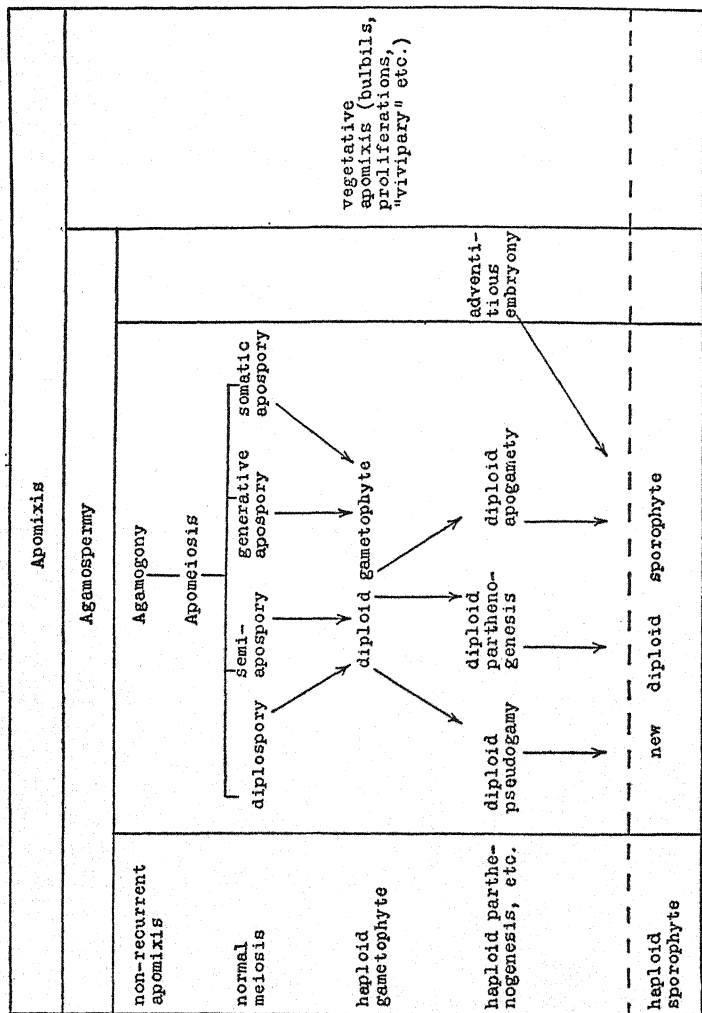 Apomixis
Agamospermy
vegetative
apomixis (bulbils,
proliferations,
"vivipary" etc.)
non-recurrent
apomixis
Agamogony
Apomeiosis
normal
meiosis
diplospory
semi-
apospory
generative
apospory
somatic
apospory
haploid
gametophyte
diploid gametophyte
haploid parthe-
nogenesis, etc.
diploid
pseudogamy
diploid
partheno-
genesis
diploid
apogamety
adventi-
tious
embryony
haploid
sporophyte
new diploid sporophyte